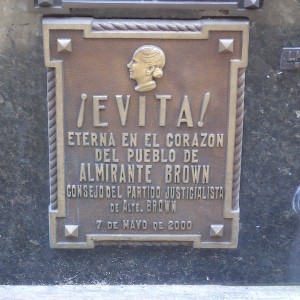 ¡EVITA!
ETERNA EN EL CORAZON
DEL PUEBLO DE
ALMIRANTE BROWN
CONSEJO DEL PARTIDO JUSTICIALISTA
DE ALTE. BROWN
7 DE MAYO DE 2000